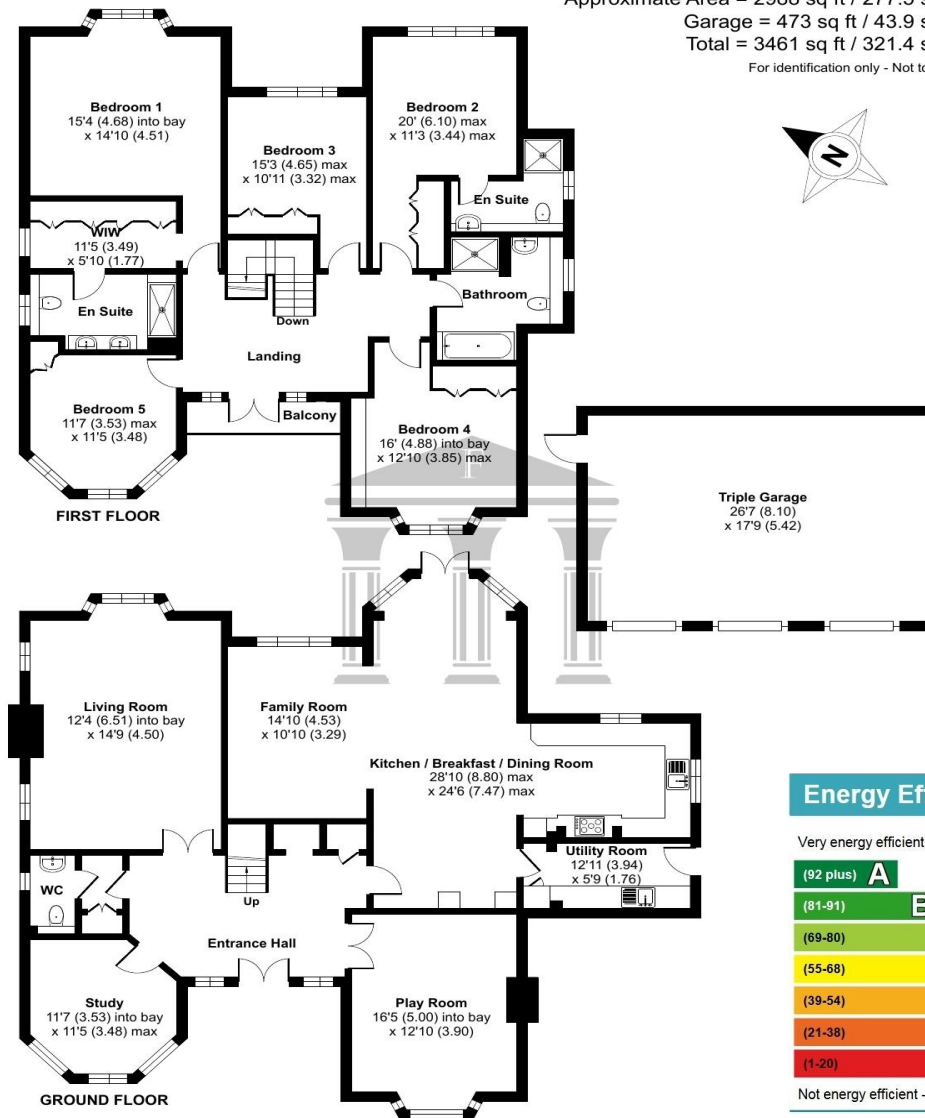 Approximate Area = 2988 sq ft / 277.5 s
Garage = 473 sq ft / 43.9 s
Total = 3461 sq ft / 321.4 s
For identification only - Not to
N
Bedroom 1
15'4 (4.68) into bay
x 14'10 (4.51)
Bedroom 3
15'3 (4.65) max
x 10'11 (3.32) max
Bedroom 2
20' (6.10) max
x 11'3 (3.44) max
En Suite
WIW
11'5 (3.49)
x 5'10 (1.77)
En Suite
Down
Landing
Bathroom
Bedroom 5
11'7 (3.53) max
x 11'5 (3.48)
Balcony
Bedroom 4
16' (4.88) into bay
x 12'10 (3.85) max
F
FIRST FLOOR
Triple Garage
26'7 (8.10)
x 17'9 (5.42)
Living Room
12'4 (6.51) into bay
x 14'9 (4.50)
Family Room
14'10 (4.53)
x 10'10 (3.29)
Kitchen / Breakfast / Dining Room
28'10 (8.80) max
x 24'6 (7.47) max
Utility Room
12'11 (3.94)
x 5'9 (1.76)
WC
Up
Entrance Hall
Study
11'7 (3.53) into bay
x 11'5 (3.48) max
Play Room
16'5 (5.00) into bay
x 12'10 (3.90)
GROUND FLOOR
Energy Ef
Very energy efficient
(92 plus) A
(81-91) B
(69-80)
(55-68)
(39-54)
(21-38)
(1-20)
Not energy efficient -